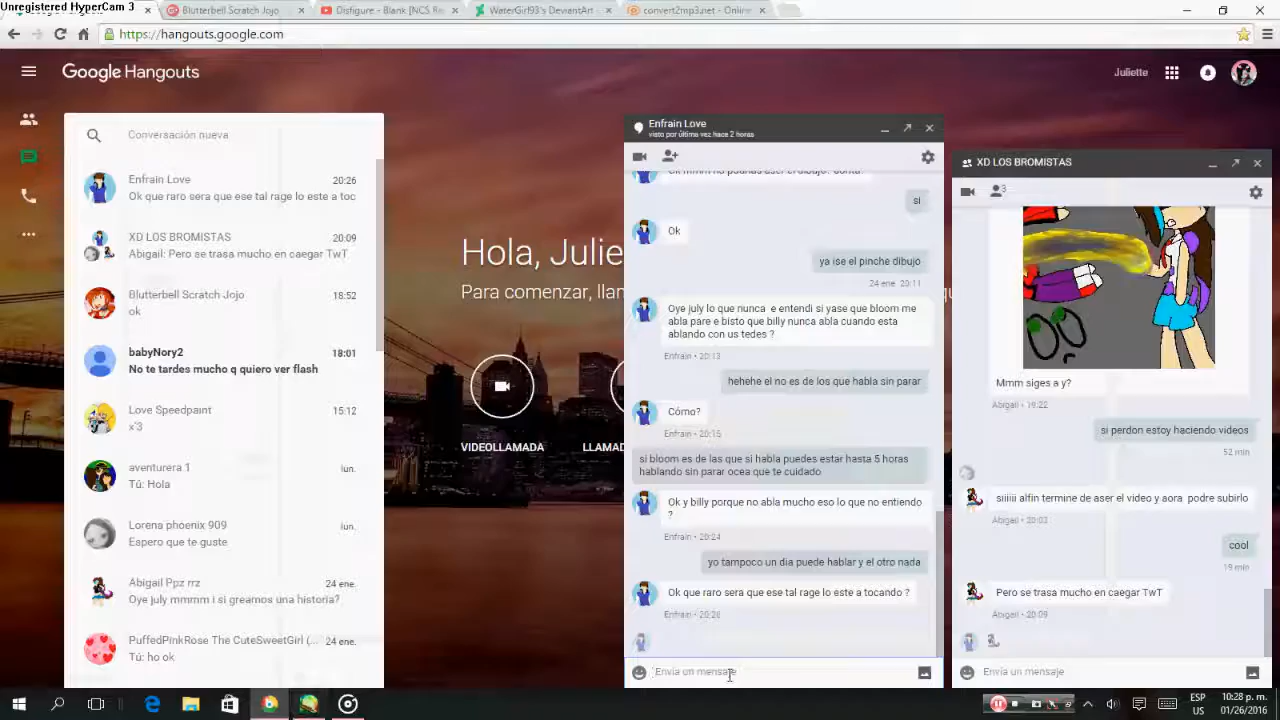 Unregistered HyperCam 3
Blutterbell Scratch Jojo
Disfigure - Blank [NCS Re
WaterGirl93's DeviantArt
convert2mp3.net - Online
https://hangouts.google.com
Google Hangouts
Juliette
Conversación nueva
Enfrain Love
20:26
Ok que raro sera que ese tal rage lo este a toc
XD LOS BROMISTAS
20:09
Abigail: Pero se trasa mucho en caegar TwT
Blutterbell Scratch Jojo
18:52
ok
babyNory2
18:01
No te tardes mucho q quiero ver flash
Love Speedpaint
15:12
x'3
aventurera 1
lun.
Tú: Hola
Lorena phoenix 909
lun.
Espero que te guste
Abigail Ppz rrz
24 ene.
Oye july mmmm i si greamos una historia?
PuffedPinkRose The CuteSweetGirl (...
24 ene.
Tú: ho ok
Hola, Julie
Para comenzar, llan
VIDEOLLAMADA
LLAMAD
Enfrain Love
visto por última vez hace 2 horas
si
Ok
ya ise el pinche dibujo
24 ene 20:11
Oye july lo que nunca e entendi si yase que bloom me
abla pare e bisto que billy nunca abla cuando esta
ablando con us tedes ?
Enfrain • 20:13
hehehe el no es de los que habla sin parar
Cómo?
Enfrain • 20:15
si bloom es de las que si habla puedes estar hasta 5 horas
hablando sin parar ocea que te cuidado
Ok y billy porque no abla mucho eso lo que no entiendo
?
Enfrain • 20:24
yo tampoco un dia puede hablar y el otro nada
Ok que raro sera que ese tal rage lo este a tocando ?
Enfrain • 20:26
Envía un mensaje
XD LOS BROMISTAS
3
Mmm siges a y?
Abigail • 19:22
si perdon estoy haciendo videos
52 min
siiiiii alfin termine de aser el video y aora podre subirlo
Abigail • 20:03
cool
19 min
Pero se trasa mucho en caegar TwT
Abigail • 20:09
Envía un mensaje
ESP
US
10:28 p. m.
01/26/2016